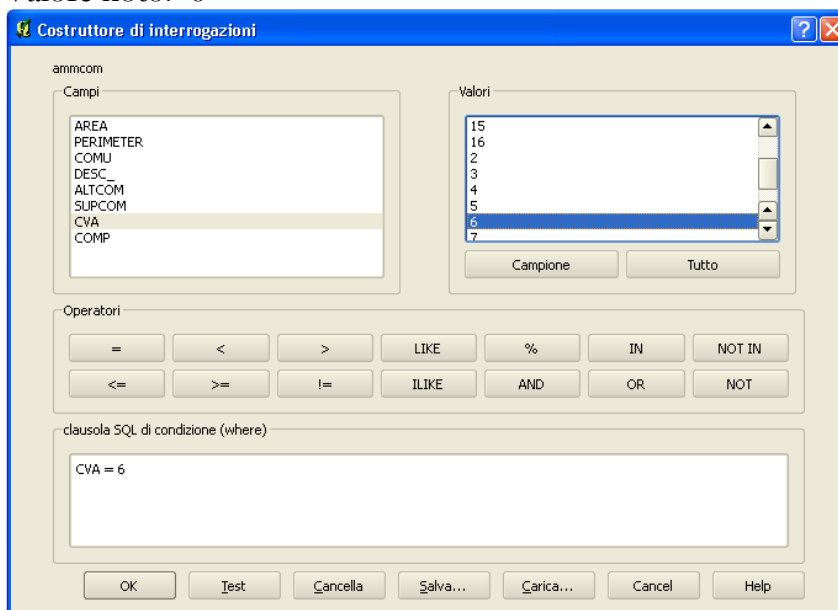 Costruttore di interrogazioni
ammcom
Campi
AREA
PERIMETER
COMU
DESC_
ALTCOM
SUPCOM
CVA
COMP
Valori
15
16
2
3
4
5
6
7
Campione Tutto
Operatori
= < > LIKE % IN NOT IN
<= >= != ILIKE AND OR NOT
clausola SQL di condizione (where)
CVA = 6
OK Test Cancella Salva... Carica... Cancel Help